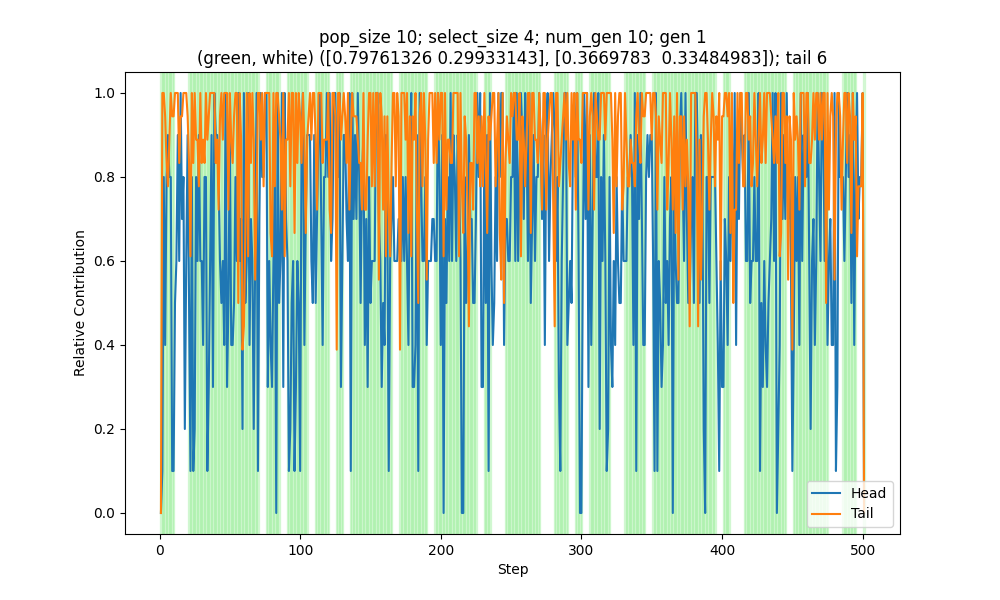 pop_size 10; select_size 4; num_gen 10; gen 1
(green, white) ([0.79761326 0.29933143], [0.3669783  0.33484983]); tail 6
1.0
0.8
0.6
0.4
0.2
0.0
Relative Contribution
0
100
200
300
400
500
Step
Head
Tail